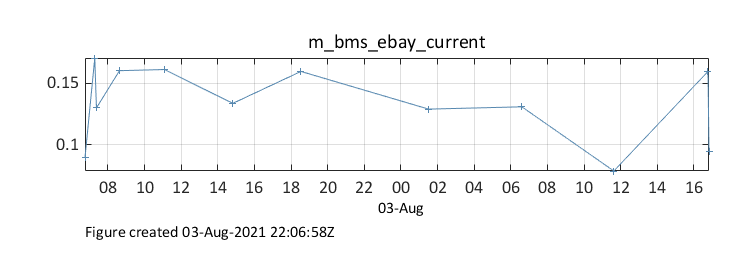 m_bms_ebay_current
0.15
0.1
08 10 12 14 16 18 20 22 00 02 04 06 08 10 12 14 16
03-Aug
Figure created 03-Aug-2021 22:06:58Z